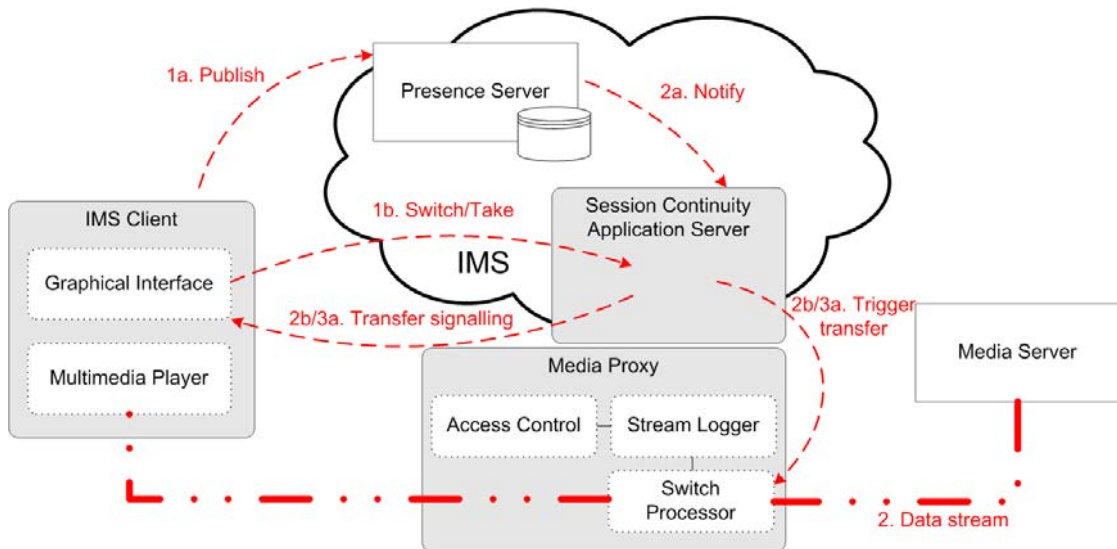 1a. Publish
Presence Server
2a. Notify
IMS Client
Graphical Interface
Multimedia Player
1b. Switch/Take
IMS
Session Continuity
Application Server
2b/3a. Transfer signalling
2b/3a. Trigger
transfer
Media Server
Media Proxy
Access Control
Stream Logger
Switch
Processor
2. Data stream